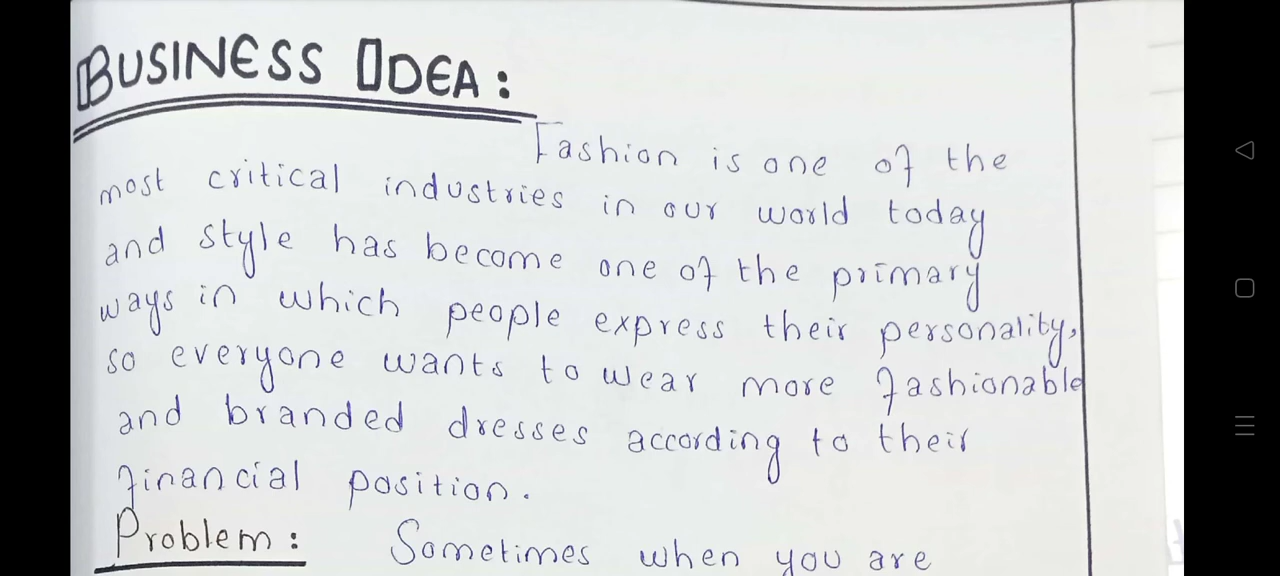 BUSINESS IDEA:
Fashion is one of the
most critical industries in our world today
and style has become one of the primary
ways in which people express their personality,
so everyone wants to wear more fashionable
and branded dresses according to their
financial position.
Problem: Sometimes when you are